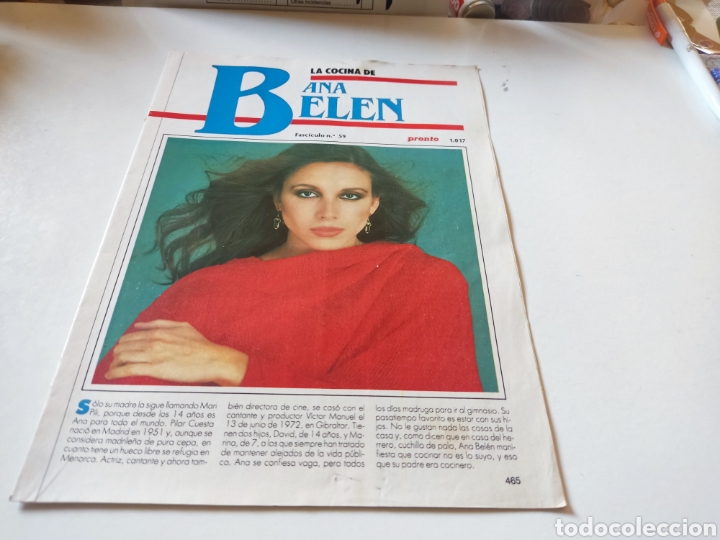 LA COCINA DE
ANA
BELEN
Fascículo n.º 59
pronto
1.017
Sólo su madre la sigue llamando Mari
Pili, porque desde los 14 años es
Ana para todo el mundo. Pilar Cuesta
nació en Madrid en 1951 y, aunque se
considera madrileña de pura cepa, en
cuanto tiene un hueco libre se refugia en
Menorca. Actriz, cantante y ahora tam-
bién directora de cine, se casó con el
cantante y productor Víctor Manuel el
13 de junio de 1972, en Gibraltar. Tie-
nen dos hijos, David, de 14 años, y Ma-
rina, de 7, a los que siempre han tratado
de mantener alejados de la vida públi-
ca. Ana se confiesa vaga, pero todos
los días madruga para ir al gimnasio. Su
pasatiempo favorito es estar con sus hi-
jos. No le gustan nada las cosas de la
casa y, como dicen que en casa del he-
rrero, cuchillo de palo, Ana Belén mani-
fiesta que cocinar no es lo suyo, y eso
que su padre era cocinero.
465
todocoleccion
todocoleccion.net